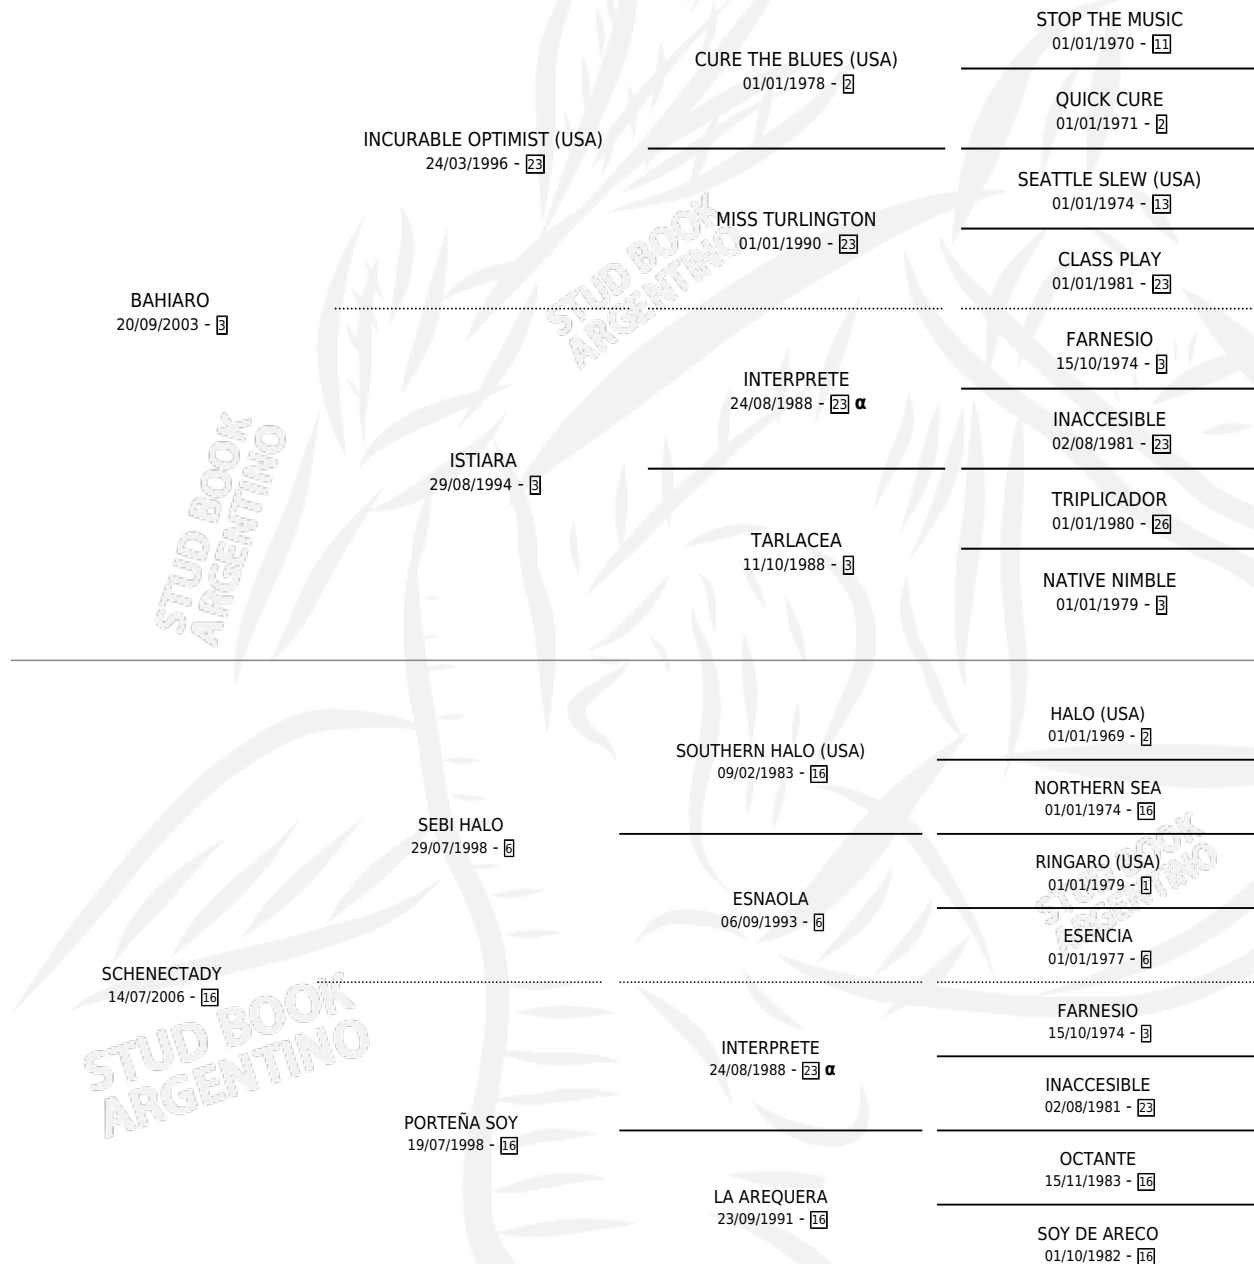 STOP THE MUSIC
01/01/1970 - 11
CURE THE BLUES (USA)
01/01/1978 - 2
QUICK CURE
01/01/1971 - 2
INCURABLE OPTIMIST (USA)
24/03/1996 - 23
SEATTLE SLEW (USA)
01/01/1974 - 13
MISS TURLINGTON
01/01/1990 - 23
CLASS PLAY
01/01/1981 - 23
BAHIARO
20/09/2003 - 3
FARNESIO
15/10/1974 - 3
INTERPRETE
24/08/1988 - 23 α
INACCESIBLE
02/08/1981 - 23
ISTIARA
29/08/1994 - 3
TRIPLICADOR
01/01/1980 - 26
TARLACEA
11/10/1988 - 3
NATIVE NIMBLE
01/01/1979 - 3
HALO (USA)
01/01/1969 - 2
SOUTHERN HALO (USA)
09/02/1983 - 16
NORTHERN SEA
01/01/1974 - 16
SEBI HALO
29/07/1998 - 6
RINGARO (USA)
01/01/1979 - 1
ESNAOLA
06/09/1993 - 6
ESENCIA
01/01/1977 - 6
SCHENECTADY
14/07/2006 - 16
FARNESIO
15/10/1974 - 3
INTERPRETE
24/08/1988 - 23 α
INACCESIBLE
02/08/1981 - 23
PORTEÑA SOY
19/07/1998 - 16
OCTANTE
15/11/1983 - 16
LA AREQUERA
23/09/1991 - 16
SOY DE ARECO
01/10/1982 - 16
STUD BOOK
ARGENTINO
STUD BOOK
ARGENTINO
STUD BOOK
ARGENTINO
STUD BOOK
ARGENTINO